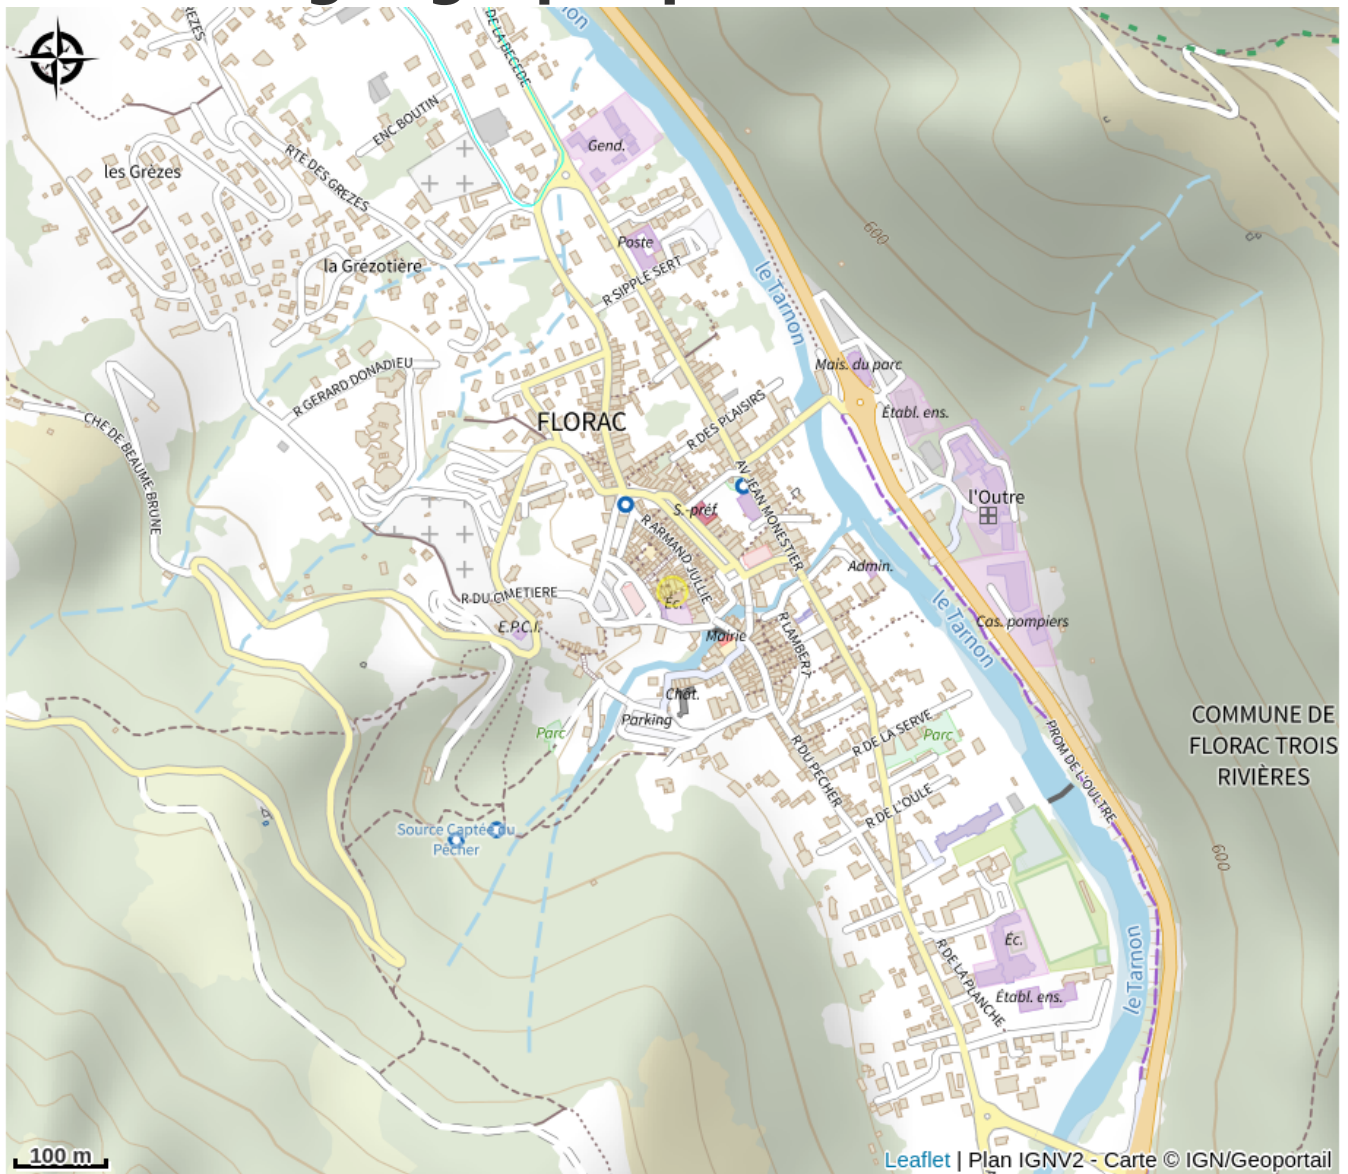 REZES
DE LA BECEDE
non
ENC BOUTIN
Gend.
les Grèzes
RTE DES GREZES
Poste
la Grézotière
R SIPPLE SERT
600
le Tarnon
Mais. du parc
R GERARD DONADIEU
Établ. ens.
CHE DE BEAUME BRUNE
FLORAC
R DES PLAISIRS
AV JEAN MONESTIER
l'Outre
S.-préf.
R ARMAND JULLIE
Admin.
R DU CIMETIERE
Éc.
le Tarnon
E.P.C.I.
Mairie
R LAMBERT
Cas. pompiers
Chât.
Parking
Parc
R DE LA SERVE
Parc
PROM DE L'OULTRE
COMMUNE DE
FLORAC TROIS
RIVIÈRES
R DU PECHER
R DE L'OULE
Source Captée du
Pêcher
600
Éc.
le Tarnon
R DE LA PLANCHE
Établ. ens.
100 m
Leaflet | Plan IGNV2 - Carte © IGN/Geoportail